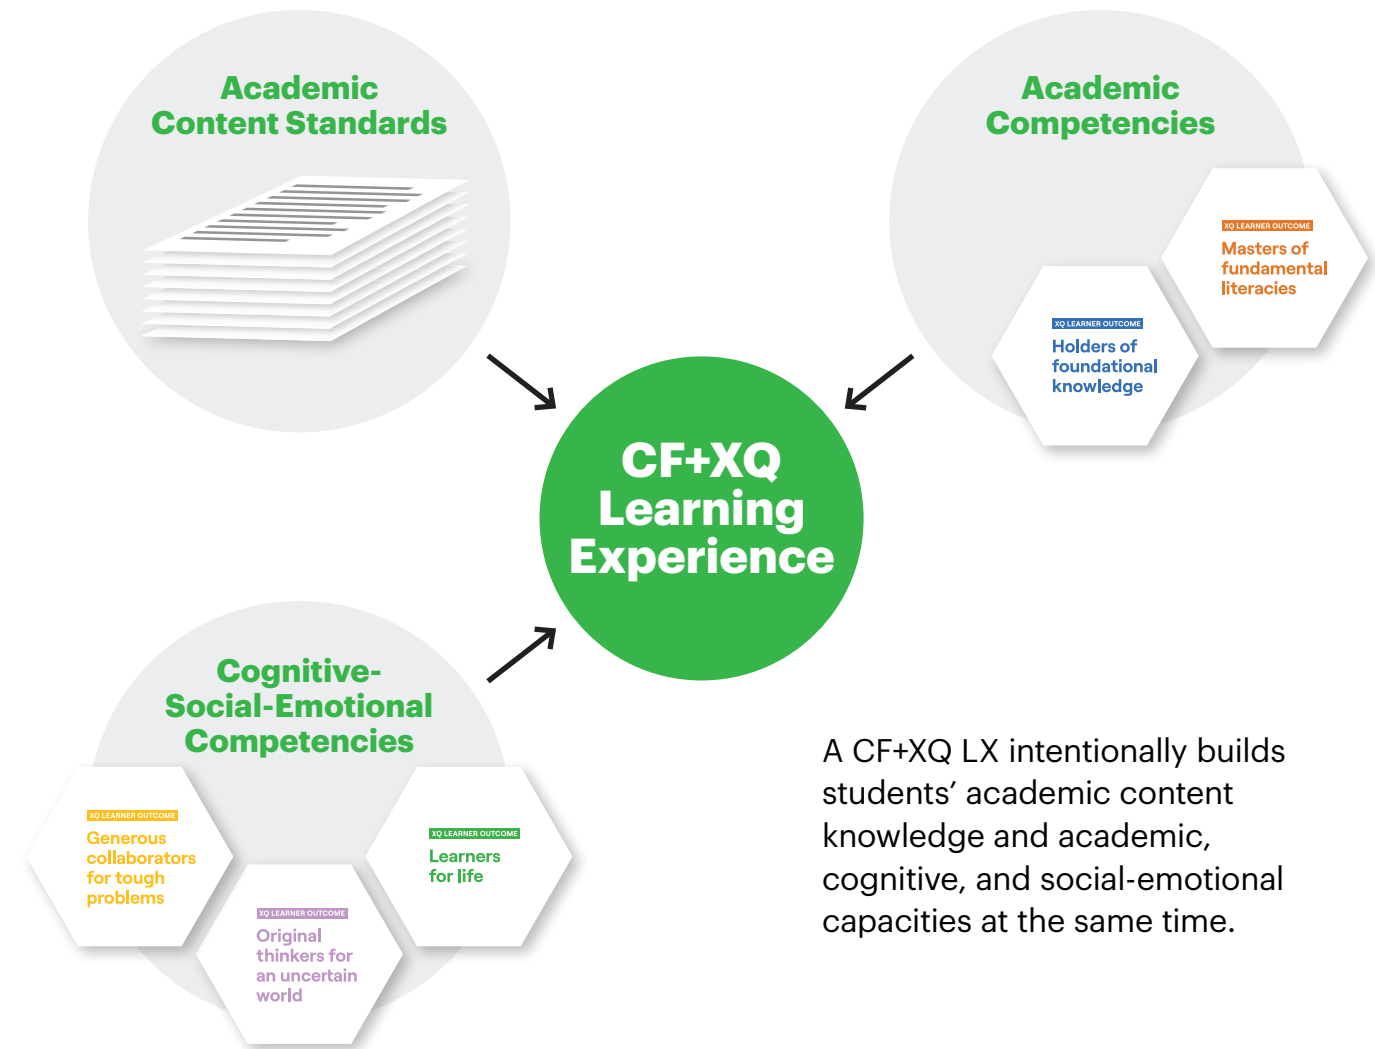 Academic
Content Standards
Academic
Competencies
XQ LEARNER OUTCOME
Masters of
fundamental
literacies
XQ LEARNER OUTCOME
Holders of
foundational
knowledge
CF+XQ
Learning
Experience
Cognitive-
Social-Emotional
Competencies
XQ LEARNER OUTCOME
Generous
collaborators
for tough
problems
XQ LEARNER OUTCOME
Original
thinkers for
an uncertain
world
XQ LEARNER OUTCOME
Learners
for life
A CF+XQ LX intentionally builds
students’ academic content
knowledge and academic,
cognitive, and social-emotional
capacities at the same time.